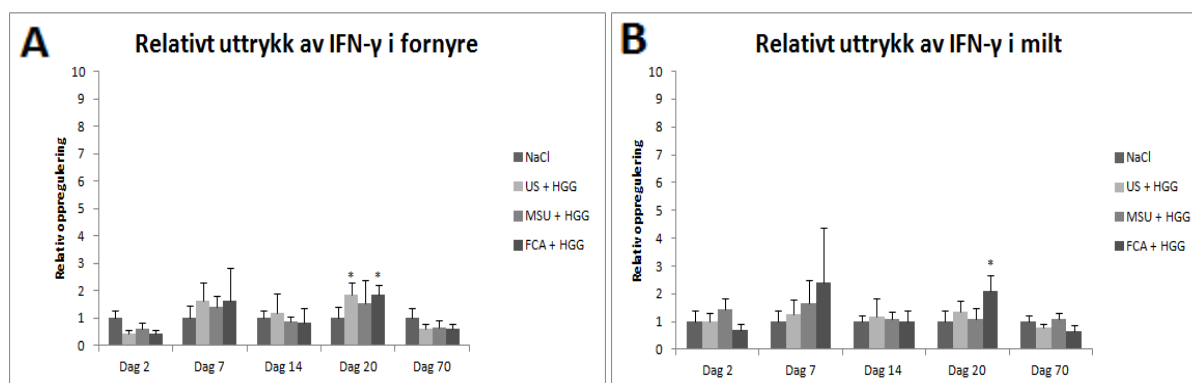 A
Relativt uttrykk av IFN-γ i fornyre
Relativ oppregulering
10
9
8
7
6
5
4
3
2
1
0
* *
Dag 2 Dag 7 Dag 14 Dag 20 Dag 70
NaCl
US + HGG
MSU + HGG
FCA + HGG
B
Relativt uttrykk av IFN-γ i milt
Relativ oppregulering
10
9
8
7
6
5
4
3
2
1
0
*
Dag 2 Dag 7 Dag 14 Dag 20 Dag 70
NaCl
US + HGG
MSU + HGG
FCA + HGG